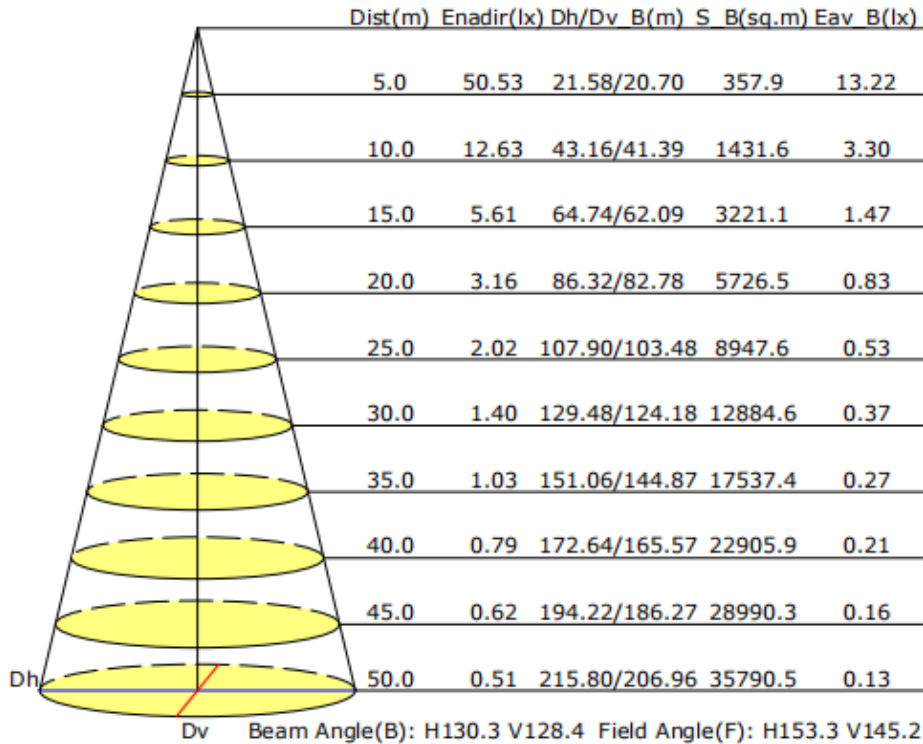 Dist(m) Enadir(lx) Dh/Dv_B(m) S_B(sq.m) Eav_B(lx)
5.0 50.53 21.58/20.70 357.9 13.22
10.0 12.63 43.16/41.39 1431.6 3.30
15.0 5.61 64.74/62.09 3221.1 1.47
20.0 3.16 86.32/82.78 5726.5 0.83
25.0 2.02 107.90/103.48 8947.6 0.53
30.0 1.40 129.48/124.18 12884.6 0.37
35.0 1.03 151.06/144.87 17537.4 0.27
40.0 0.79 172.64/165.57 22905.9 0.21
45.0 0.62 194.22/186.27 28990.3 0.16
Dh 50.0 0.51 215.80/206.96 35790.5 0.13
Dv Beam Angle(B): H130.3 V128.4 Field Angle(F): H153.3 V145.2